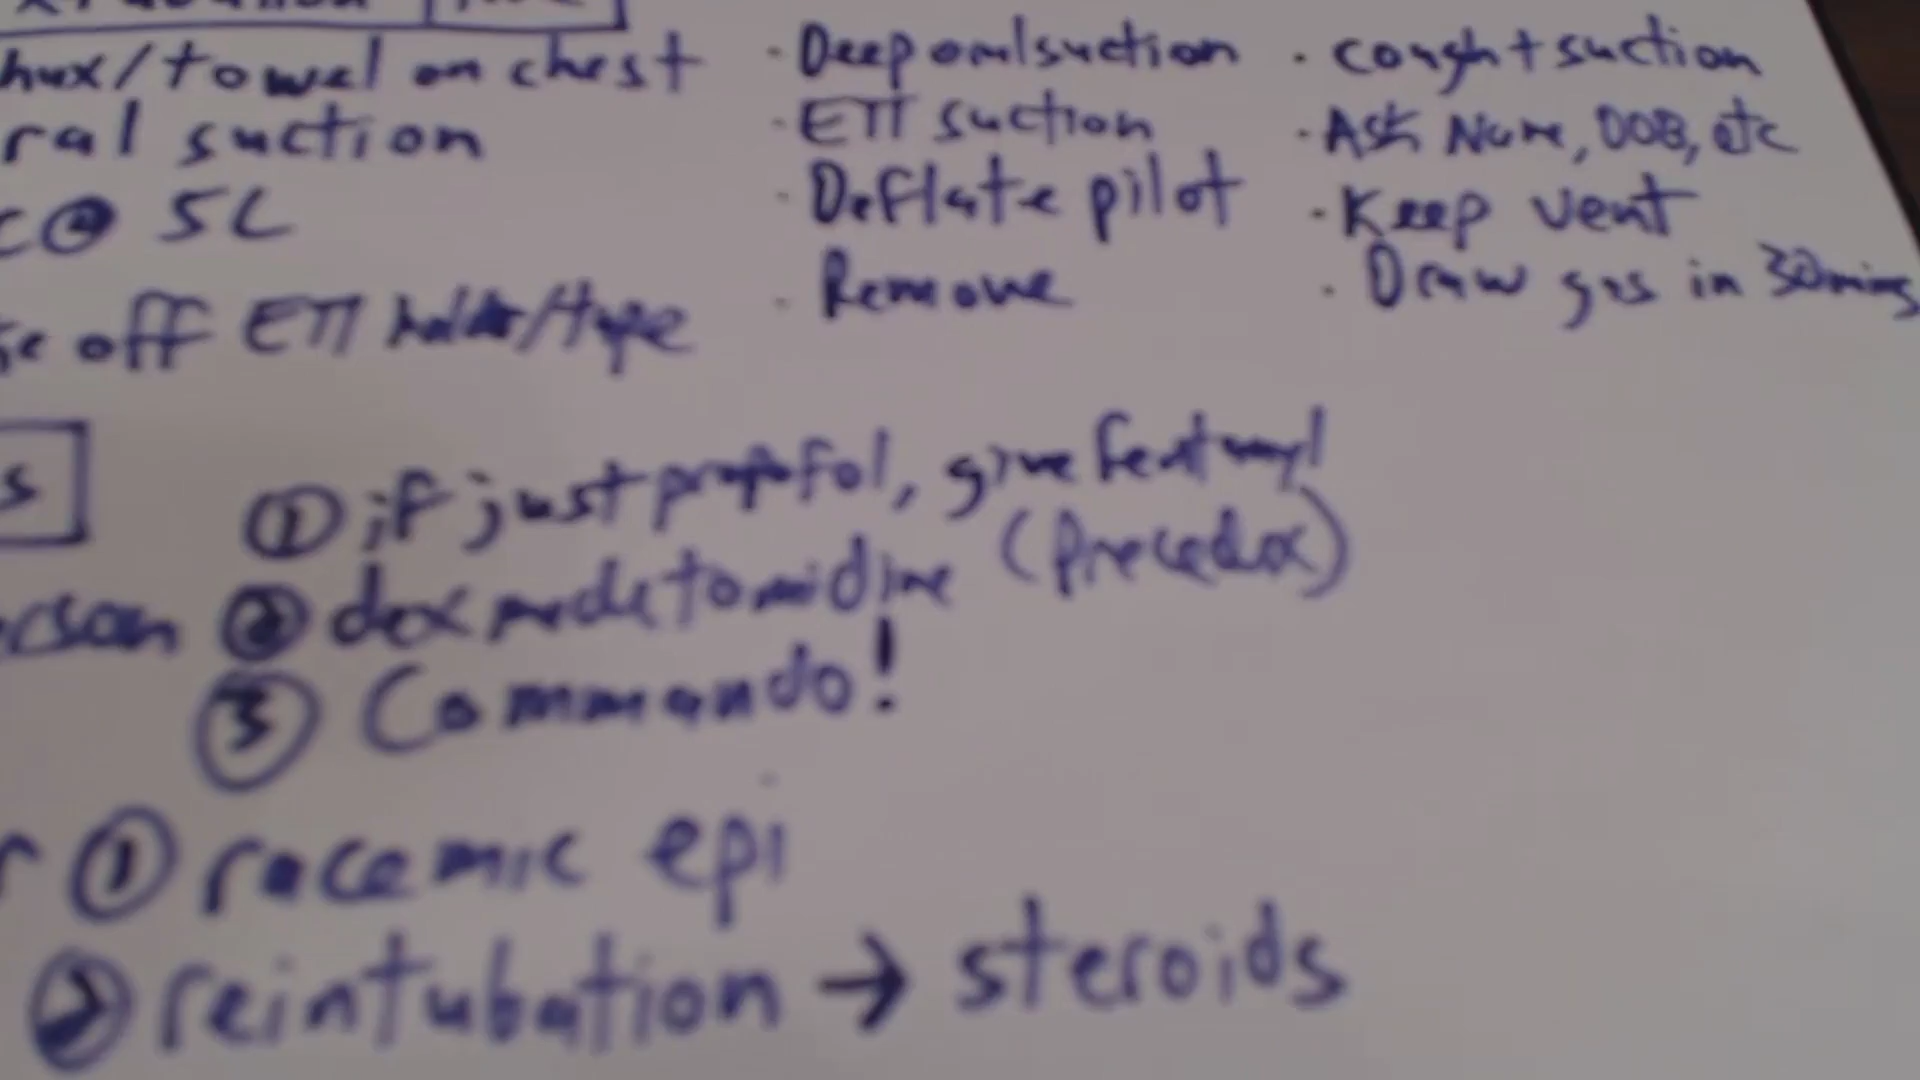 hux/towel on chest
ral suction
c@ 5L
ke off ETT holder/tape
· Deep oral suction
· ETT suction
· Deflate pilot
· Remove
· cough + suction
· Ask Name, DOB, etc
· Keep vent
· Draw gas in 30mins
s
① if just propofol, give fentanyl
erson ② dexmedetomidine (Precedex)
③ Commando!
r ① racemic epi
② reintubation → steroids